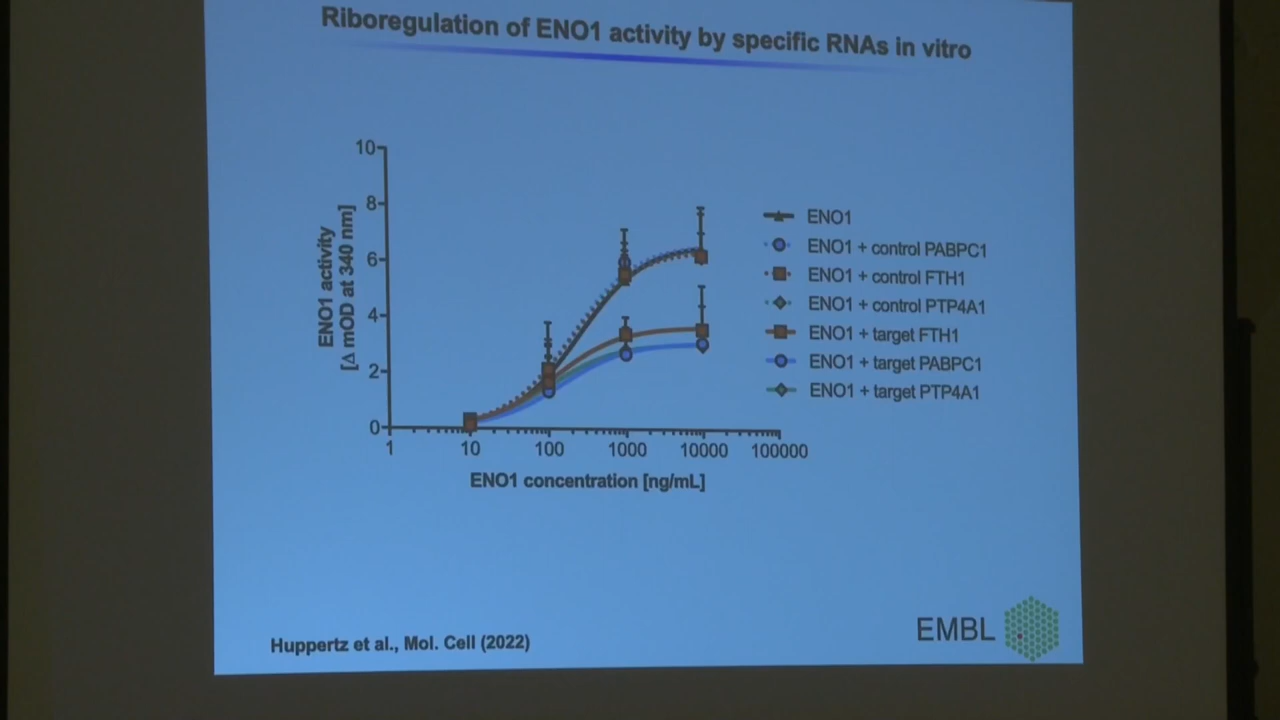 Riboregulation of ENO1 activity by specific RNAs in vitro
ENO1 activity
[Δ mOD at 340 nm]
10
8
6
4
2
0
1
10
100
1000
10000
100000
ENO1 concentration [ng/mL]
ENO1
ENO1 + control PABPC1
ENO1 + control FTH1
ENO1 + control PTP4A1
ENO1 + target FTH1
ENO1 + target PABPC1
ENO1 + target PTP4A1
Huppertz et al., Mol. Cell (2022)
EMBL